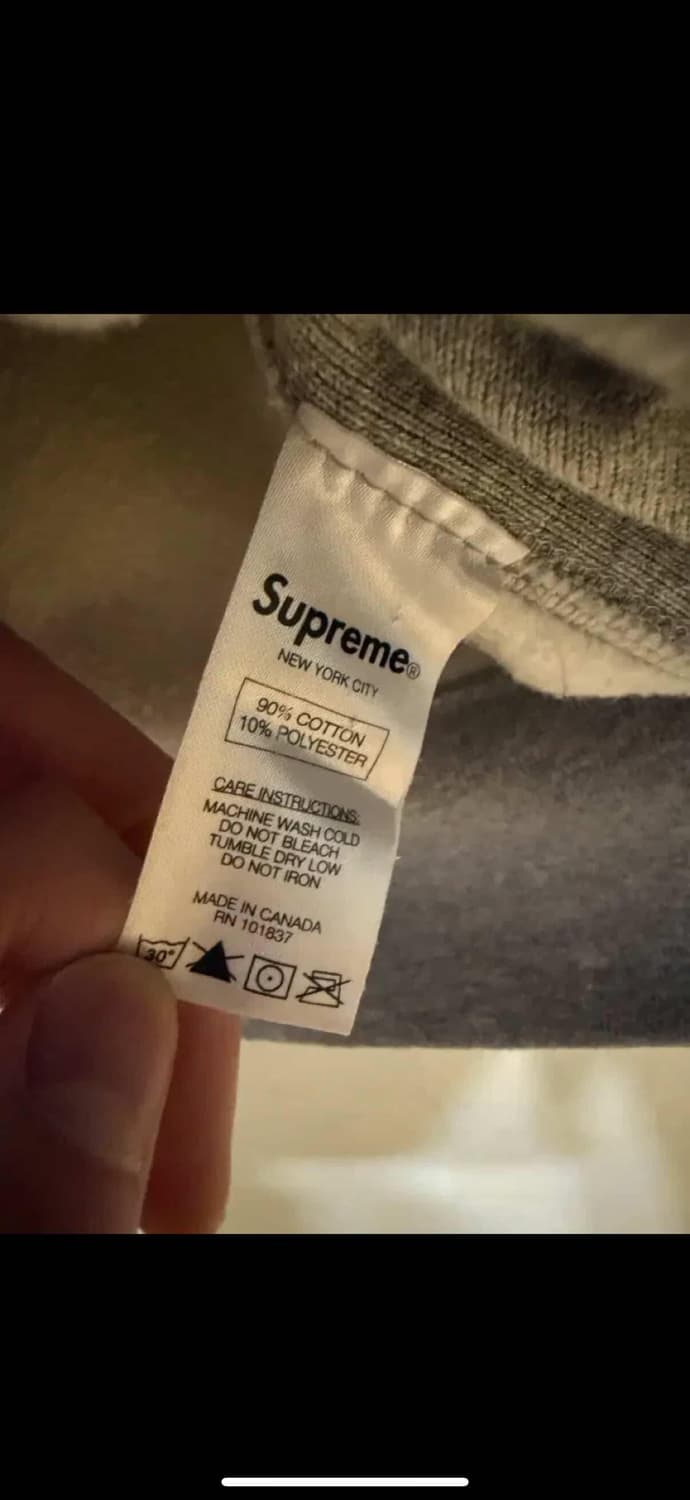 Supreme®
NEW YORK CITY
90% COTTON
10% POLYESTER
CARE INSTRUCTIONS:
MACHINE WASH COLD
DO NOT BLEACH
TUMBLE DRY LOW
DO NOT IRON
MADE IN CANADA
RN 101837
30°